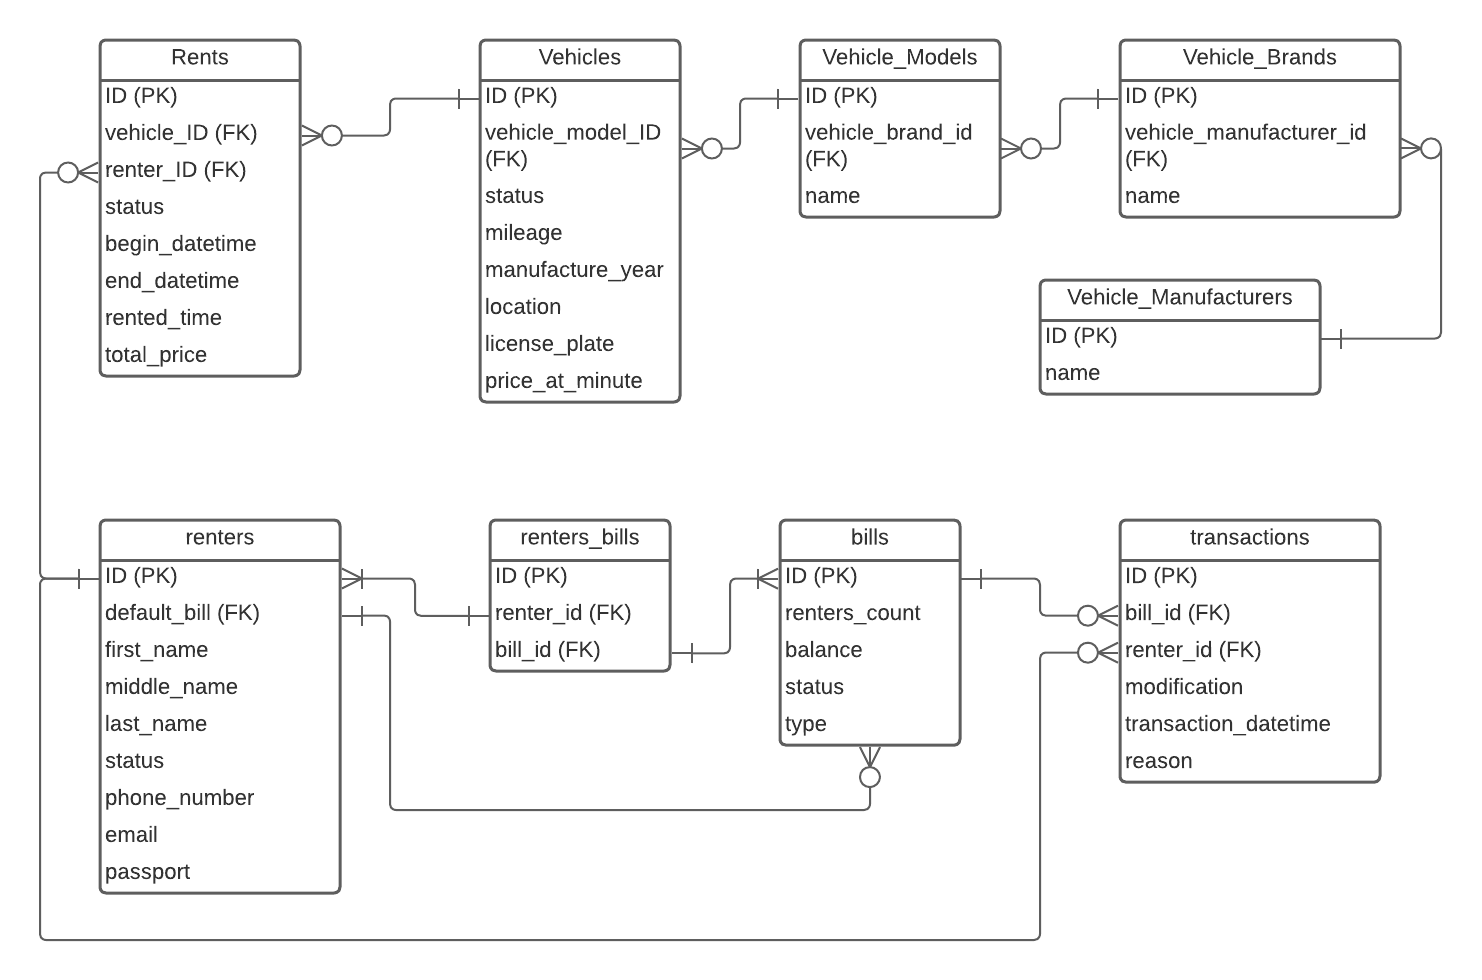 Rents
ID (PK)
vehicle_ID (FK)
renter_ID (FK)
status
begin_datetime
end_datetime
rented_time
total_price
Vehicles
ID (PK)
vehicle_model_ID
(FK)
status
mileage
manufacture_year
location
license_plate
price_at_minute
Vehicle_Models
ID (PK)
vehicle_brand_id
(FK)
name
Vehicle_Brands
ID (PK)
vehicle_manufacturer_id
(FK)
name
Vehicle_Manufacturers
ID (PK)
name
renters
ID (PK)
default_bill (FK)
first_name
middle_name
last_name
status
phone_number
email
passport
renters_bills
ID (PK)
renter_id (FK)
bill_id (FK)
bills
ID (PK)
renters_count
balance
status
type
transactions
ID (PK)
bill_id (FK)
renter_id (FK)
modification
transaction_datetime
reason